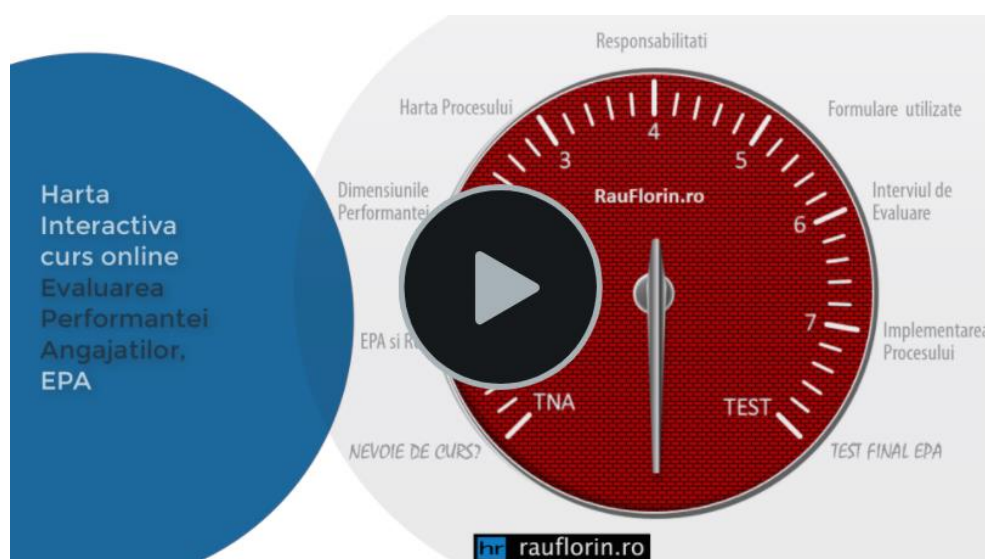 Harta
Interactiva
curs online
Evaluarea
Performantei
Angajatilor,
EPA
Responsabilitati
Harta Procesului
Formulare utilizate
Dimensiunile
Performantei
Interviul de
Evaluare
EPA si
Implementarea
Procesului
NEVOIE DE CURS?
TEST FINAL EPA
3
4
5
6
7
RauFlorin.ro
TNA
TEST
hr rauflorin.ro